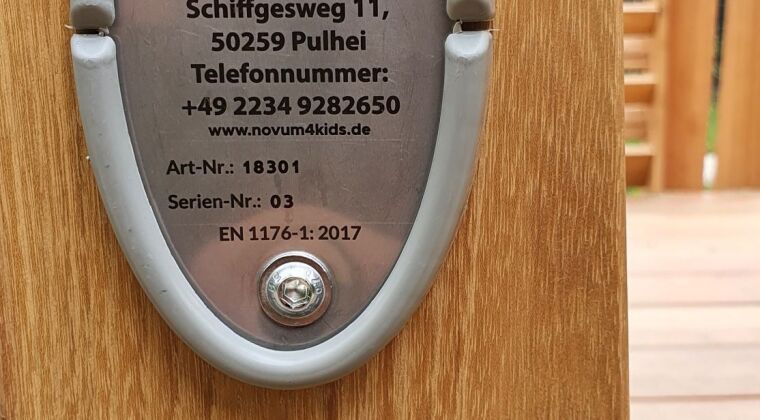 Schiffgesweg 11,
50259 Pulhei
Telefonnummer:
+49 2234 9282650
www.novum4kids.de
Art-Nr.: 18301
Serien-Nr.: 03
EN 1176-1: 2017